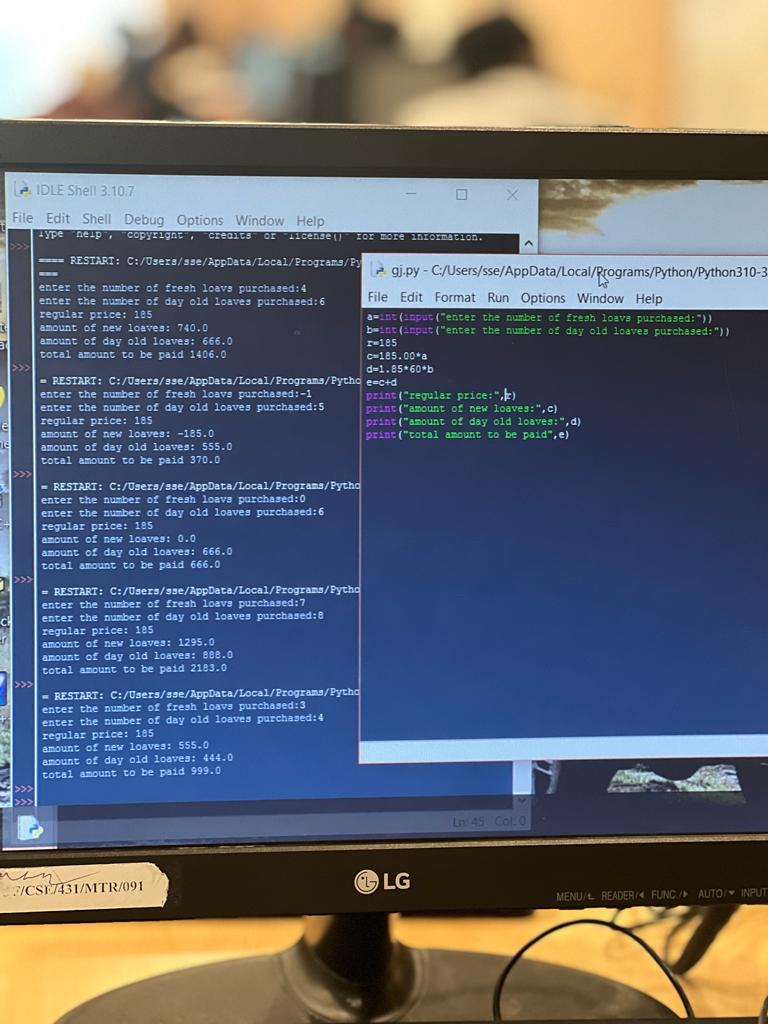 IDLE Shell 3.10.7
File Edit Shell Debug Options Window Help
Type "help", "copyright", "credits" or "license()" for more information.
>>>
==== RESTART: C:/Users/sse/AppData/Local/Programs/Py
===
enter the number of fresh loavs purchased:4
enter the number of day old loaves purchased:6
regular price: 185
amount of new loaves: 740.0
amount of day old loaves: 666.0
total amount to be paid 1406.0
>>>
= RESTART: C:/Users/sse/AppData/Local/Programs/Pytho
enter the number of fresh loavs purchased:-1
enter the number of day old loaves purchased:5
regular price: 185
amount of new loaves: -185.0
amount of day old loaves: 555.0
total amount to be paid 370.0
>>>
= RESTART: C:/Users/sse/AppData/Local/Programs/Pytho
enter the number of fresh loavs purchased:0
enter the number of day old loaves purchased:6
regular price: 185
amount of new loaves: 0.0
amount of day old loaves: 666.0
total amount to be paid 666.0
>>>
= RESTART: C:/Users/sse/AppData/Local/Programs/Pytho
enter the number of fresh loavs purchased:7
enter the number of day old loaves purchased:8
regular price: 185
amount of new loaves: 1295.0
amount of day old loaves: 888.0
total amount to be paid 2183.0
>>>
= RESTART: C:/Users/sse/AppData/Local/Programs/Pytho
enter the number of fresh loavs purchased:3
enter the number of day old loaves purchased:4
regular price: 185
amount of new loaves: 555.0
amount of day old loaves: 444.0
total amount to be paid 999.0
>>>
>>>
Ln: 45 Col: 0
gj.py - C:/Users/sse/AppData/Local/Programs/Python/Python310-3
File Edit Format Run Options Window Help
a=int(input("enter the number of fresh loavs purchased:"))
b=int(input("enter the number of day old loaves purchased:"))
r=185
c=185.00*a
d=1.85*60*b
e=c+d
print("regular price:",r)
print("amount of new loaves:",c)
print("amount of day old loaves:",d)
print("total amount to be paid",e)
/CSE/431/MTR/091
LG
MENU/ READER/ FUNC./ AUTO/ INPUT